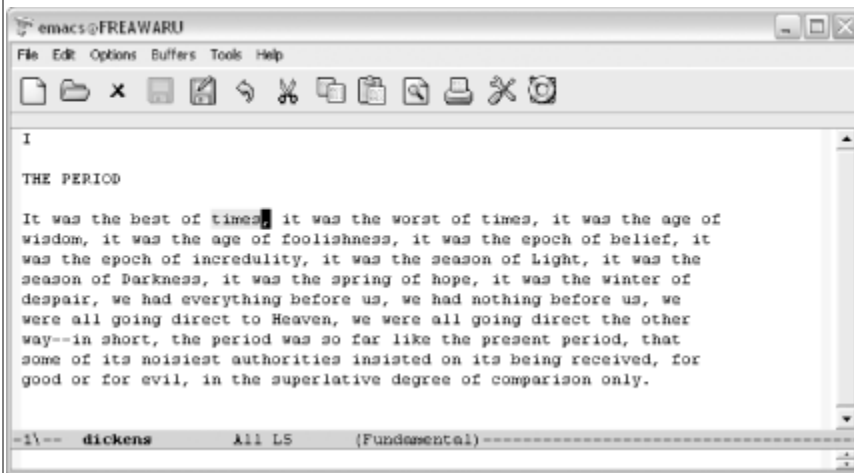 emacs@FREAWARU
File Edit Options Buffers Tools Help
I
THE PERIOD
It was the best of times, it was the worst of times, it was the age of
wisdom, it was the age of foolishness, it was the epoch of belief, it
was the epoch of incredulity, it was the season of Light, it was the
season of Darkness, it was the spring of hope, it was the winter of
despair, we had everything before us, we had nothing before us, we
were all going direct to Heaven, we were all going direct the other
way--in short, the period was so far like the present period, that
some of its noisiest authorities insisted on its being received, for
good or for evil, in the superlative degree of comparison only.
-1\-- dickens All L5 (Fundamental)--------------------------------------